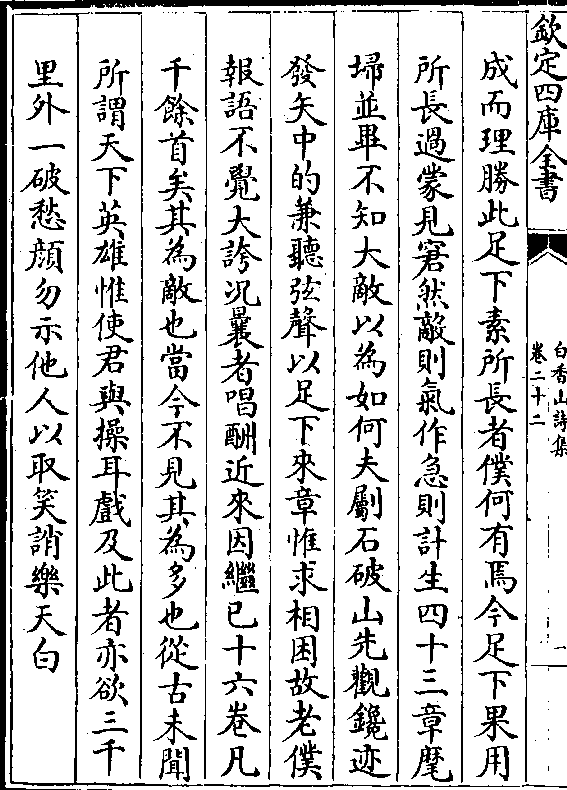 欽定四庫全書
白香山詩集
卷二十二
一
成而理勝此足下素所長者僕何有焉今足下果用
所長過蒙見窘然敵則氣作急則計生四十三章麾
埽並畢不知大敵以為如何夫斸石破山先觀鑱迹
發矢中的兼聽弦聲以足下來章惟求相困故老僕
報語不覺大誇况曩者唱酬近來因繼已十六卷凡
千餘首矣其為敵也當今不見其為多也從古未聞
所謂天下英雄惟使君與操耳戲及此者亦欲三千
里外一破愁顔勿示他人以取笑誚樂天白